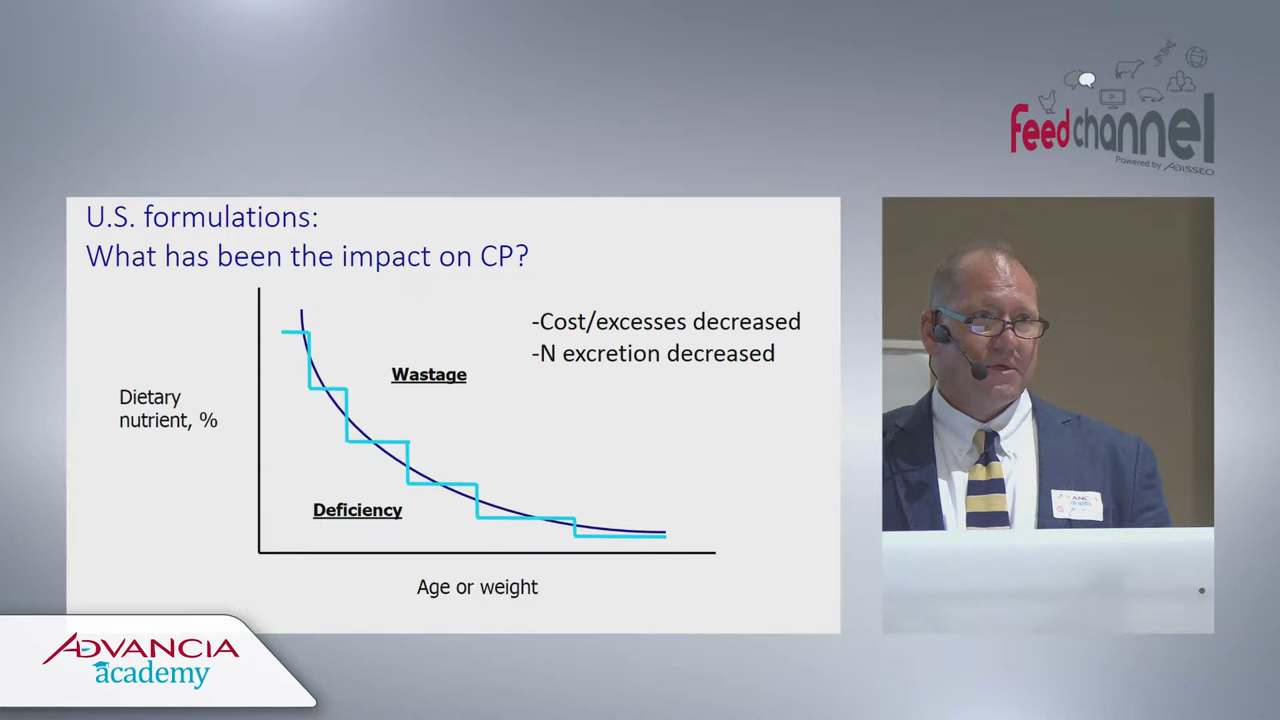 feedchannel
Powered by ADISSEO
U.S. formulations:
What has been the impact on CP?
-Cost/excesses decreased
-N excretion decreased
Wastage
Dietary
nutrient, %
Deficiency
Age or weight
ADVANCIA
academy
ADVANCIA